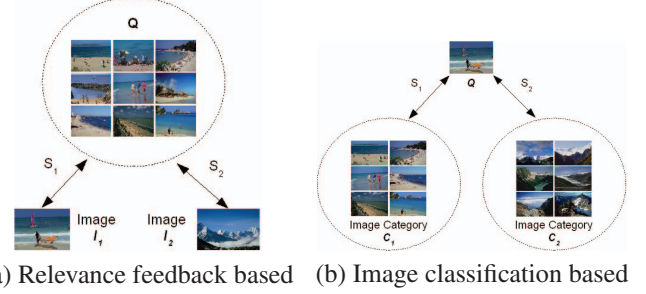 Q
S1
S2
Image
I1
Image
I2
S1
S2
Q
Image Category
C1
Image Category
C2
a) Relevance feedback based
(b) Image classification based